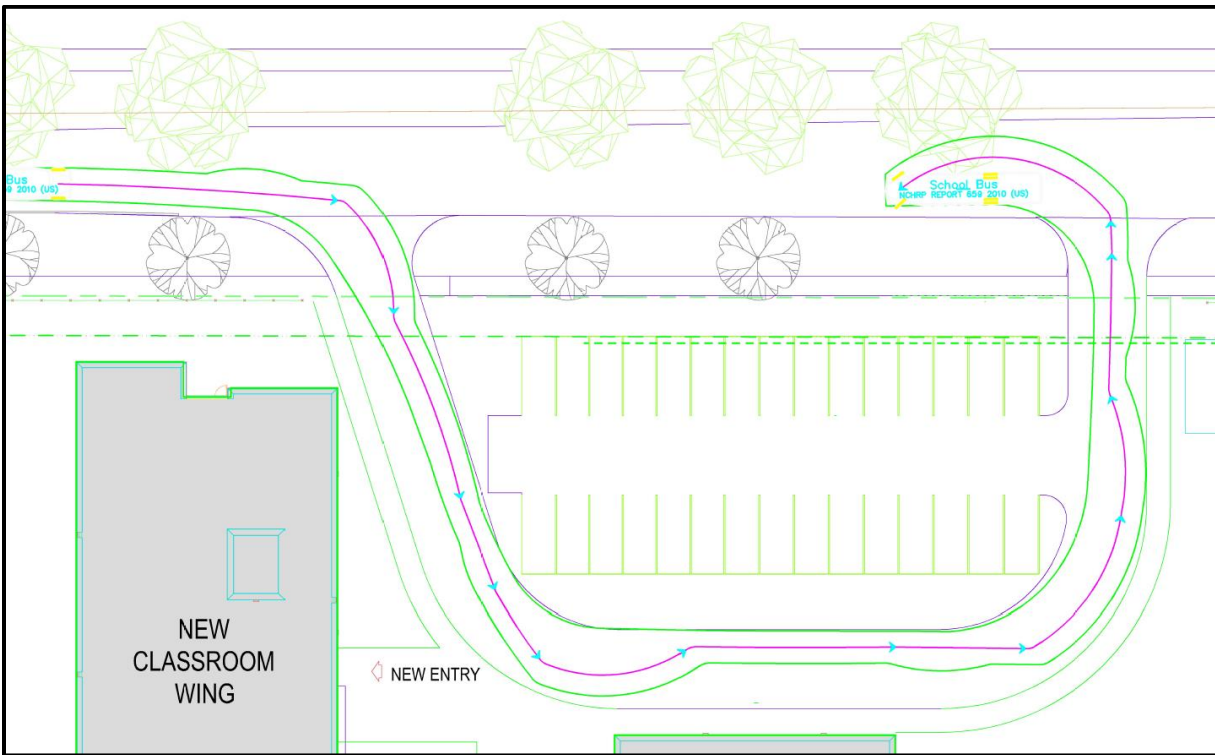 Bus
2010 (US)
School Bus
NCHRP REPORT 659 2010 (US)
NEW
CLASSROOM
WING
NEW ENTRY